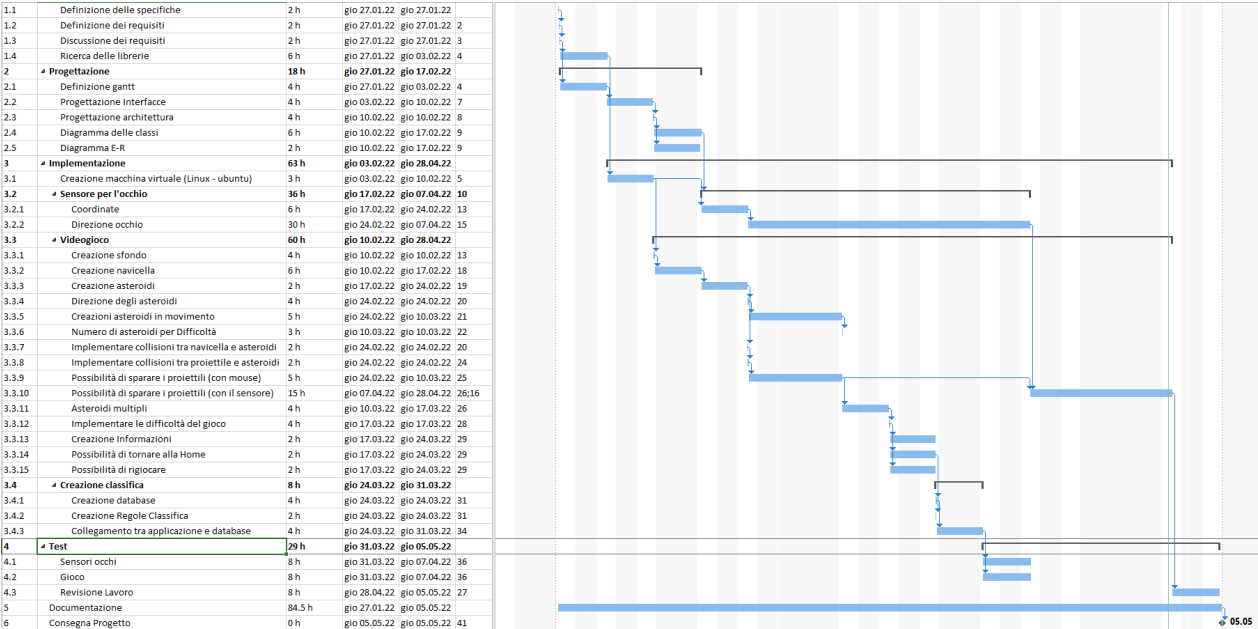 1.1 Definizione delle specifiche 2 h gio 27.01.22 gio 27.01.22
1.2 Definizione dei requisiti 2 h gio 27.01.22 gio 27.01.22 2
1.3 Discussione dei requisiti 2 h gio 27.01.22 gio 27.01.22 3
1.4 Ricerca delle librerie 6 h gio 27.01.22 gio 03.02.22 4
2 Progettazione 18 h gio 27.01.22 gio 17.02.22
2.1 Definizione gantt 4 h gio 27.01.22 gio 03.02.22 4
2.2 Progettazione Interfacce 4 h gio 03.02.22 gio 10.02.22 7
2.3 Progettazione architettura 4 h gio 10.02.22 gio 10.02.22 8
2.4 Diagramma delle classi 6 h gio 10.02.22 gio 17.02.22 9
2.5 Diagramma E-R 2 h gio 10.02.22 gio 17.02.22 9
3 Implementazione 63 h gio 03.02.22 gio 28.04.22
3.1 Creazione macchina virtuale (Linux - ubuntu) 3 h gio 03.02.22 gio 10.02.22 5
3.2 Sensore per l'occhio 36 h gio 17.02.22 gio 07.04.22 10
3.2.1 Coordinate 6 h gio 17.02.22 gio 24.02.22 13
3.2.2 Direzione occhio 30 h gio 24.02.22 gio 07.04.22 15
3.3 Videogioco 60 h gio 10.02.22 gio 28.04.22
3.3.1 Creazione sfondo 4 h gio 10.02.22 gio 10.02.22 13
3.3.2 Creazione navicella 6 h gio 10.02.22 gio 17.02.22 18
3.3.3 Creazione asteroidi 2 h gio 17.02.22 gio 24.02.22 19
3.3.4 Direzione degli asteroidi 4 h gio 24.02.22 gio 24.02.22 20
3.3.5 Creazioni asteroidi in movimento 5 h gio 24.02.22 gio 10.03.22 21
3.3.6 Numero di asteroidi per Difficoltà 3 h gio 10.03.22 gio 10.03.22 22
3.3.7 Implementare collisioni tra navicella e asteroidi 2 h gio 24.02.22 gio 24.02.22 20
3.3.8 Implementare collisioni tra proiettile e asteroidi 2 h gio 24.02.22 gio 24.02.22 24
3.3.9 Possibilità di sparare i proiettili (con mouse) 5 h gio 24.02.22 gio 10.03.22 25
3.3.10 Possibilità di sparare i proiettili (con il sensore) 15 h gio 07.04.22 gio 28.04.22 26;16
3.3.11 Asteroidi multipli 4 h gio 10.03.22 gio 17.03.22 26
3.3.12 Implementare le difficoltà del gioco 4 h gio 17.03.22 gio 17.03.22 28
3.3.13 Creazione Informazioni 2 h gio 17.03.22 gio 24.03.22 29
3.3.14 Possibilità di tornare alla Home 2 h gio 17.03.22 gio 24.03.22 29
3.3.15 Possibilità di rigiocare 2 h gio 17.03.22 gio 24.03.22 29
3.4 Creazione classifica 8 h gio 24.03.22 gio 31.03.22
3.4.1 Creazione database 4 h gio 24.03.22 gio 24.03.22 31
3.4.2 Creazione Regole Classifica 2 h gio 24.03.22 gio 24.03.22 31
3.4.3 Collegamento tra applicazione e database 4 h gio 24.03.22 gio 31.03.22 34
4 Test 29 h gio 31.03.22 gio 05.05.22
4.1 Sensori occhi 8 h gio 31.03.22 gio 07.04.22 36
4.2 Gioco 8 h gio 31.03.22 gio 07.04.22 36
4.3 Revisione Lavoro 8 h gio 28.04.22 gio 05.05.22 27
5 Documentazione 84.5 h gio 27.01.22 gio 05.05.22
6 Consegna Progetto 0 h gio 05.05.22 gio 05.05.22 41 05.05